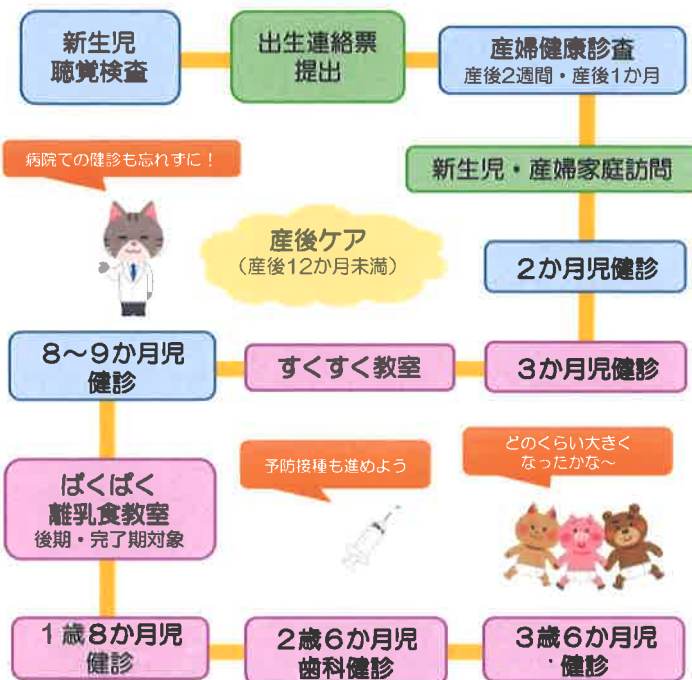 新生児
聴覚検査
出生連絡票
提出
産婦健康診査
産後2週間・産後1か月
病院での健診も忘れずに！
新生児・産婦家庭訪問
産後ケア
（産後12か月未満）
2か月児健診
8～9か月児
健診
すくすく教室
3か月児健診
ぱくぱく
離乳食教室
後期・完了期対象
予防接種も進めよう
どのくらい大きく
なったかな～
1歳8か月児
健診
2歳6か月児
歯科健診
3歳6か月児
健診